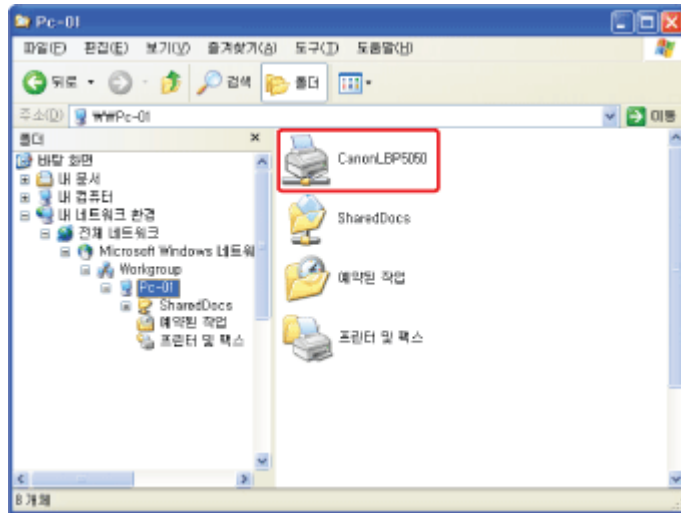 Pc-01
파일(F) 편집(E) 보기(V) 즐겨찾기(A) 도구(T) 도움말(H)
뒤로 검색 폴더
주소(D) ₩₩Pc-01 이동
폴더
바탕 화면
내 문서
내 컴퓨터
내 네트워크 환경
전체 네트워크
Microsoft Windows 네트워
Workgroup
Pc-01
SharedDocs
예약된 작업
프린터 및 팩스
CanonLBP5050
SharedDocs
예약된 작업
프린터 및 팩스
8 개체